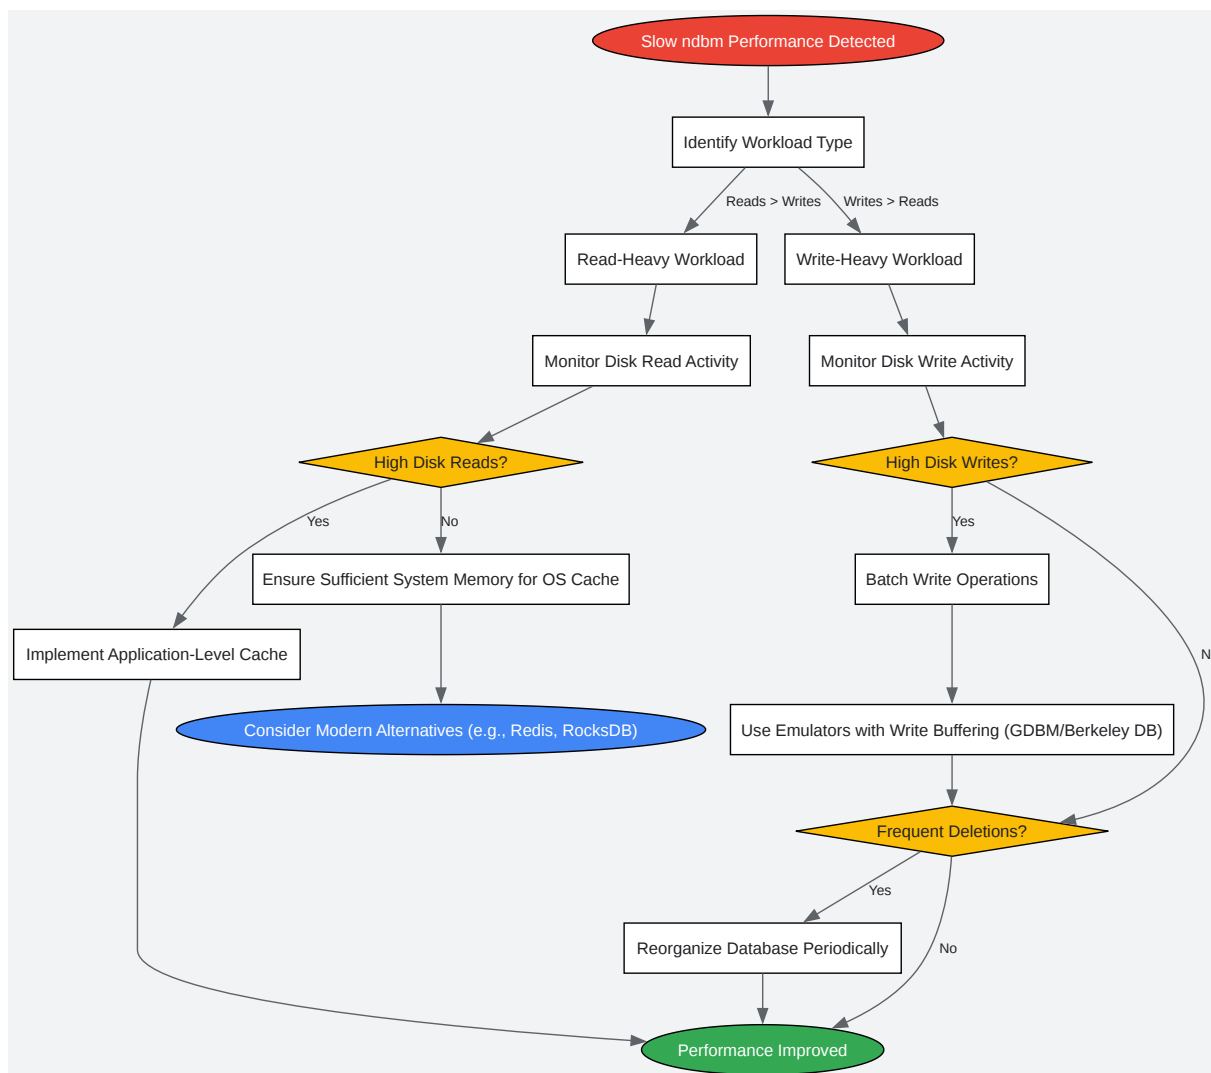 Slow ndbm Performance Detected
Identify Workload Type
Reads > Writes
Writes > Reads
Read-Heavy Workload
Write-Heavy Workload
Monitor Disk Read Activity
Monitor Disk Write Activity
High Disk Reads?
High Disk Writes?
Yes
No
Yes
Ensure Sufficient System Memory for OS Cache
Batch Write Operations
Implement Application-Level Cache
N
Consider Modern Alternatives (e.g., Redis, RocksDB)
Use Emulators with Write Buffering (GDBM/Berkeley DB)
Frequent Deletions?
Yes
Reorganize Database Periodically
No
Performance Improved